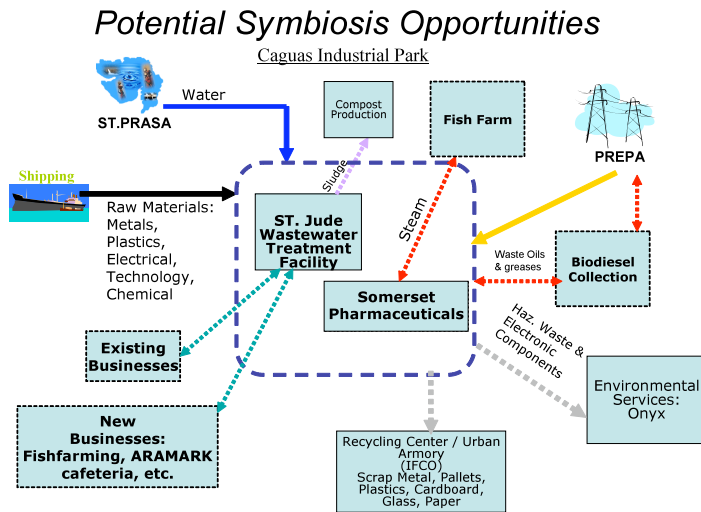 Potential Symbiosis Opportunities
Caguas Industrial Park
ST.PRASA
Water
Compost
Production
Fish Farm
PREPA
Shipping
Raw Materials:
Metals,
Plastics,
Electrical,
Technology,
Chemical
Sludge
ST. Jude
Wastewater
Treatment
Facility
Steam
Somerset
Pharmaceuticals
Waste Oils
& greases
Biodiesel
Collection
Haz. Waste &
Electronic
Components
Existing
Businesses
New
Businesses:
Fishfarming, ARAMARK
cafeteria, etc.
Environmental
Services:
Onyx
Recycling Center / Urban
Armory
(IFCO)
Scrap Metal, Pallets,
Plastics, Cardboard,
Glass, Paper